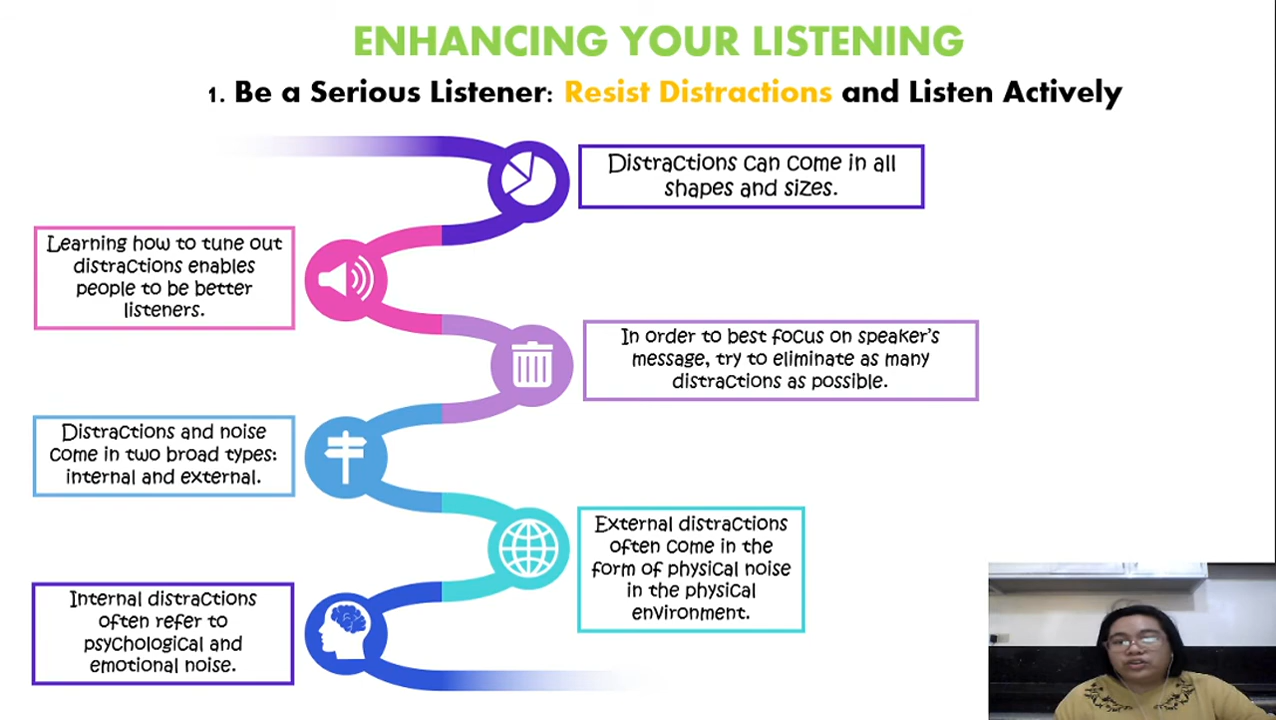 ENHANCING YOUR LISTENING
1. Be a Serious Listener: Resist Distractions and Listen Actively
Distractions can come in all
shapes and sizes.
Learning how to tune out
distractions enables
people to be better
listeners.
In order to best focus on speaker's
message, try to eliminate as many
distractions as possible.
Distractions and noise
come in two broad types:
internal and external.
External distractions
often come in the
form of physical noise
in the physical
environment.
Internal distractions
often refer to
psychological and
emotional noise.